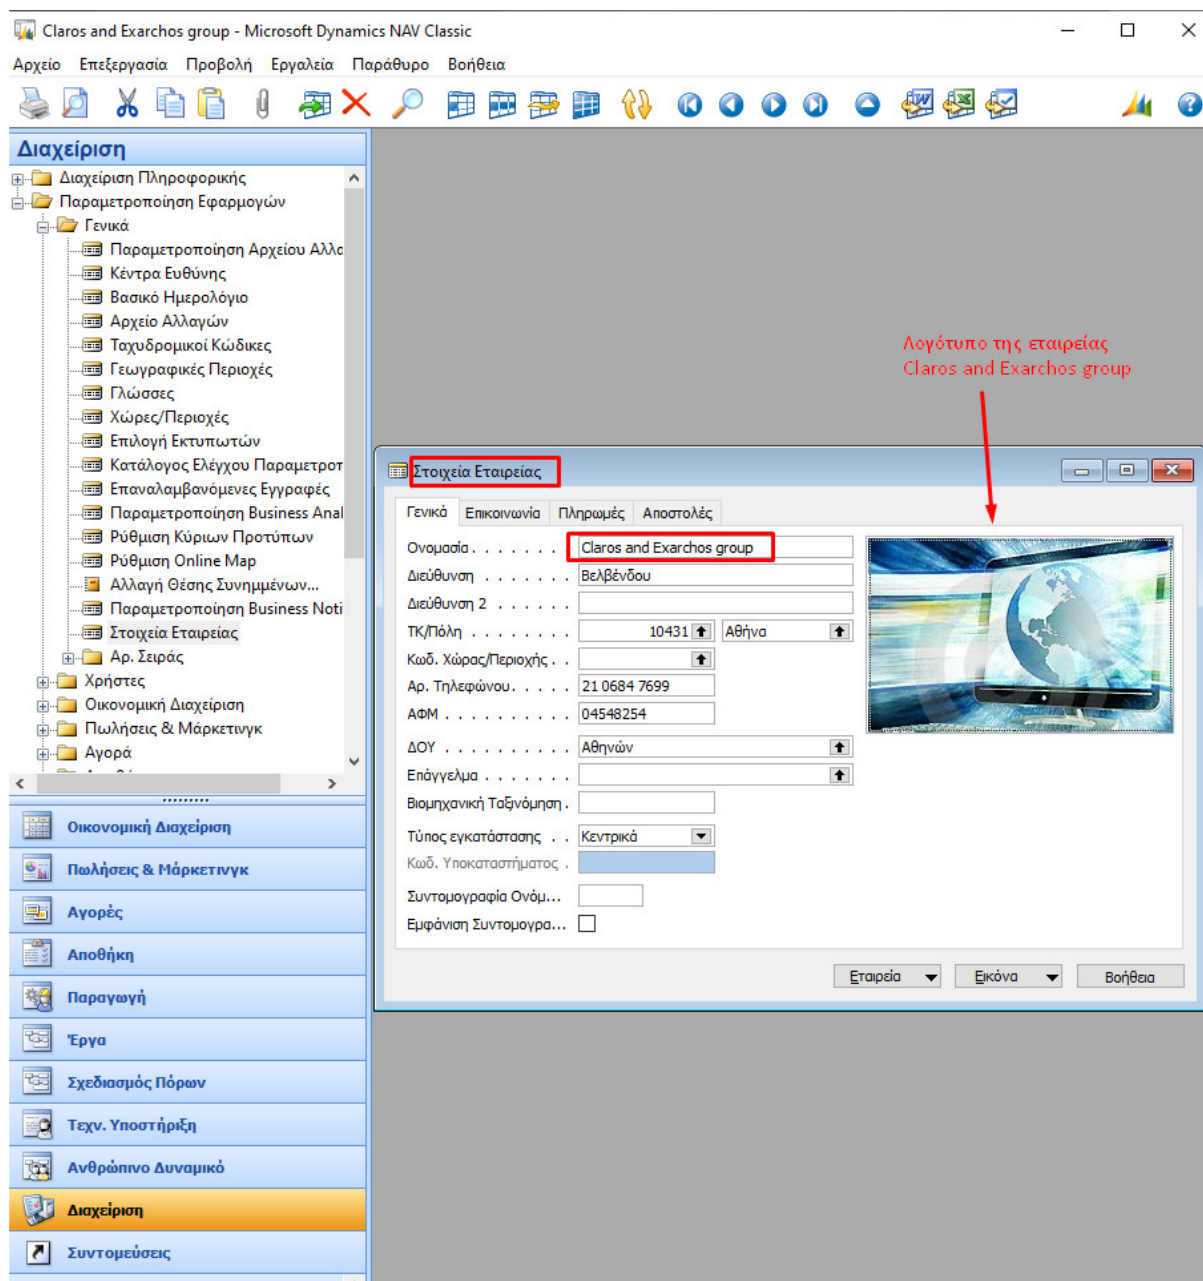 Claros and Exarchos group - Microsoft Dynamics NAV Classic
Αρχείο Επεξεργασία Προβολή Εργαλεία Παράθυρο Βοήθεια
Διαχείριση
Διαχείριση Πληροφορικής
Παραμετροποίηση Εφαρμογών
Γενικά
Παραμετροποίηση Αρχείου Αλλα
Κέντρα Ευθύνης
Βασικό Ημερολόγιο
Αρχείο Αλλαγών
Ταχυδρομικοί Κώδικες
Γεωγραφικές Περιοχές
Γλώσσες
Χώρες/Περιοχές
Επιλογή Εκτυπωτών
Κατάλογος Ελέγχου Παραμετροπ
Επαναλαμβανόμενες Εγγραφές
Παραμετροποίηση Business Anal
Ρύθμιση Κύριων Προτύπων
Ρύθμιση Online Map
Αλλαγή Θέσης Συνημμένων...
Παραμετροποίηση Business Noti
Στοιχεία Εταιρείας
Αρ. Σειράς
Χρήστες
Οικονομική Διαχείριση
Πωλήσεις & Μάρκετινγκ
Αγορά
Οικονομική Διαχείριση
Πωλήσεις & Μάρκετινγκ
Αγορές
Αποθήκη
Παραγωγή
Έργα
Σχεδιασμός Πόρων
Τεχν. Υποστήριξη
Ανθρώπινο Δυναμικό
Διαχείριση
Συντομεύσεις
Λογότυπο της εταιρείας
Claros and Exarchos group
Στοιχεία Εταιρείας
Γενικά Επικοινωνία Πληρωμές Αποστολές
Ονομασία . . . . . . . Claros and Exarchos group
Διεύθυνση . . . . . . . Βελβένδου
Διεύθυνση 2 . . . . . .
ΤΚ/Πόλη . . . . . . . . 10431 Αθήνα
Κωδ. Χώρας/Περιοχής . .
Αρ. Τηλεφώνου. . . . . 21 0684 7699
ΑΦΜ . . . . . . . . . . 04548254
ΔΟΥ . . . . . . . . . . Αθηνών
Επάγγελμα . . . . . . .
Βιομηχανική Ταξινόμηση .
Τύπος εγκατάστασης . . Κεντρικά
Κωδ. Υποκαταστήματος .
Συντομογραφία Ονόμ...
Εμφάνιση Συντομογρα...
Εταιρεία Εικόνα Βοήθεια